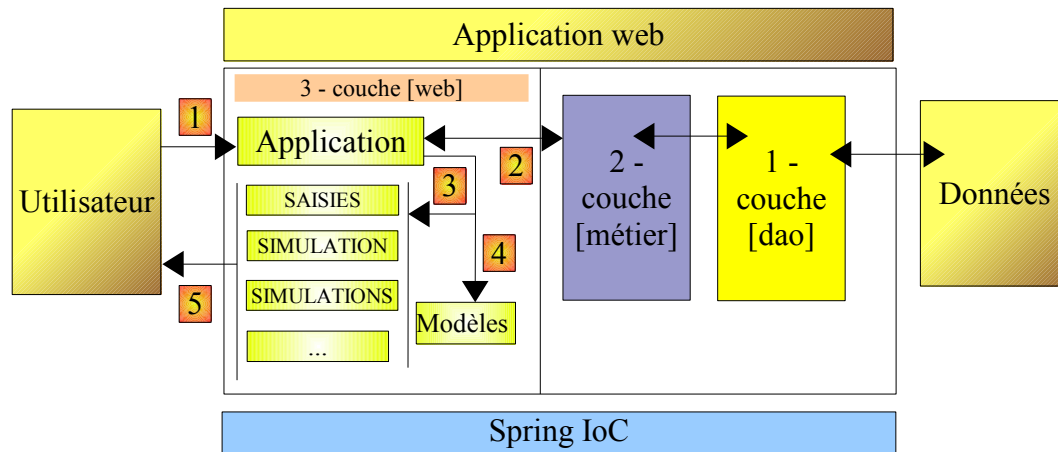 Application web
3 - couche [web]
1
Application
2
Utilisateur
SAISIES
3
SIMULATION
4
SIMULATIONS
5
Modèles
...
2 -
couche
[métier]
1 -
couche
[dao]
Données
Spring IoC